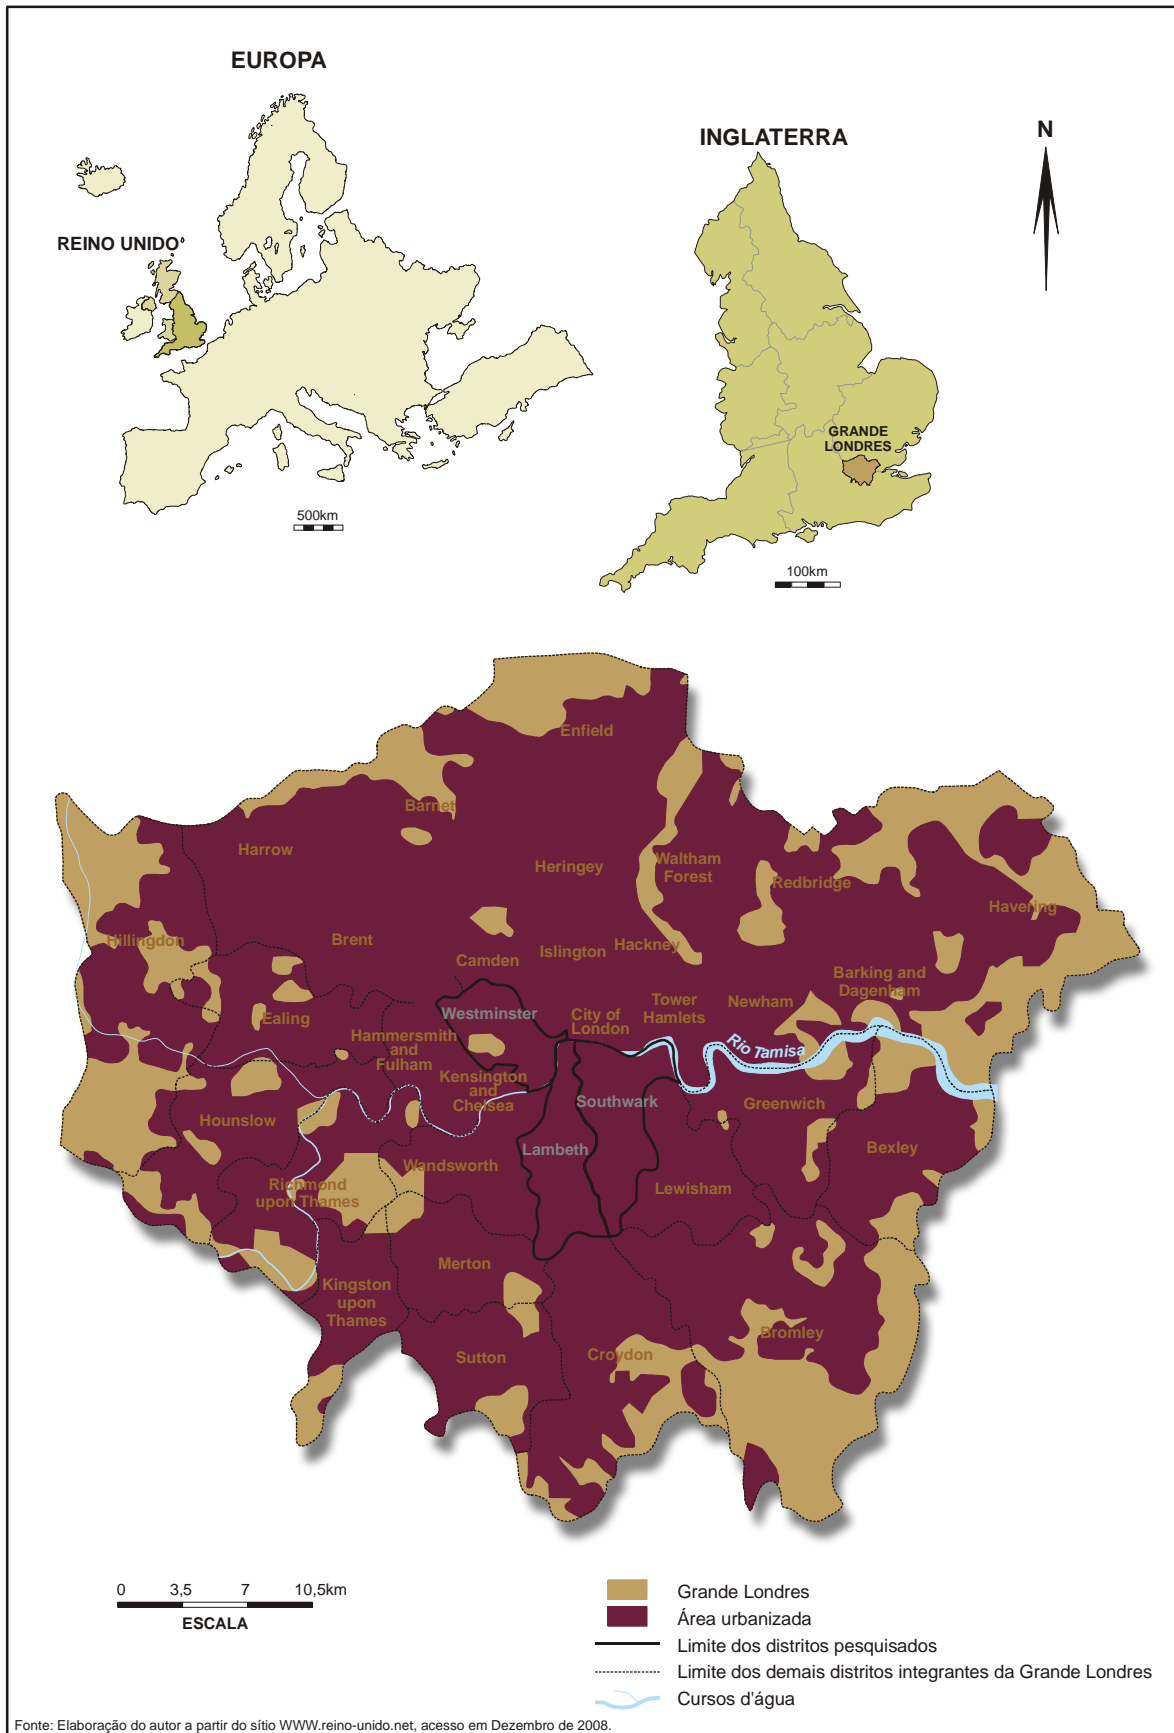 EUROPA
INGLATERRA
N
REINO UNIDO
GRANDE
LONDRES
500km
100km
Enfield
Barnet
Harrow
Heringey
Waltham
Forest
Redbridge
Havering
Hillingdon
Brent
Camden
Islington
Hackney
Barking and
Dagenham
Ealing
Westminster
City of
London
Tower
Hamlets
Newham
Hammersmith
and
Fulham
Rio Tamisa
Kensington
and
Chelsea
Southwark
Greenwich
Hounslow
Lambeth
Bexley
Wandsworth
Richmond
upon Thames
Lewisham
Merton
Kingston
upon
Thames
Sutton
Croydon
Bromley
0 3,5 7 10,5km
ESCALA
Grande Londres
Área urbanizada
Limite dos distritos pesquisados
Limite dos demais distritos integrantes da Grande Londres
Cursos d'água
Fonte: Elaboração do autor a partir do sítio WWW.reino-unido.net, acesso em Dezembro de 2008.